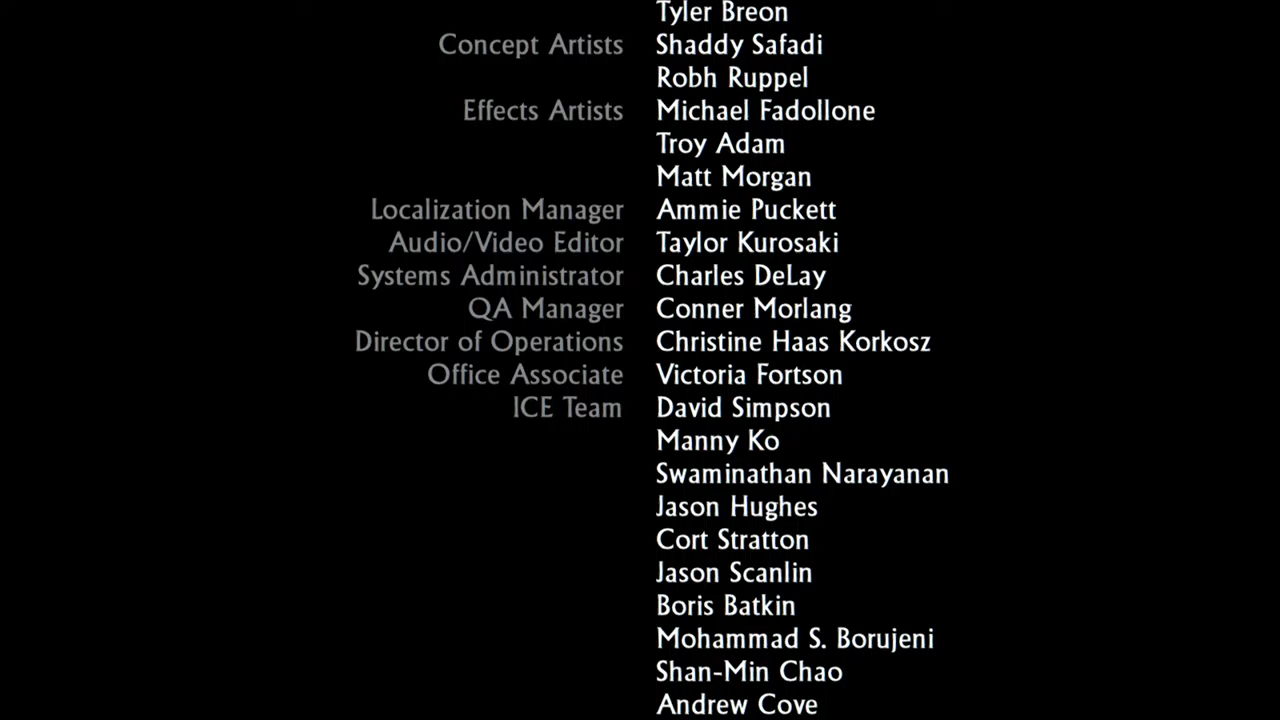 Tyler Breon
Concept Artists Shaddy Safadi
Robh Ruppel
Effects Artists Michael Fadollone
Troy Adam
Matt Morgan
Localization Manager Ammie Puckett
Audio/Video Editor Taylor Kurosaki
Systems Administrator Charles DeLay
QA Manager Conner Morlang
Director of Operations Christine Haas Korkosz
Office Associate Victoria Fortson
ICE Team David Simpson
Manny Ko
Swaminathan Narayanan
Jason Hughes
Cort Stratton
Jason Scanlin
Boris Batkin
Mohammad S. Borujeni
Shan-Min Chao
Andrew Cove